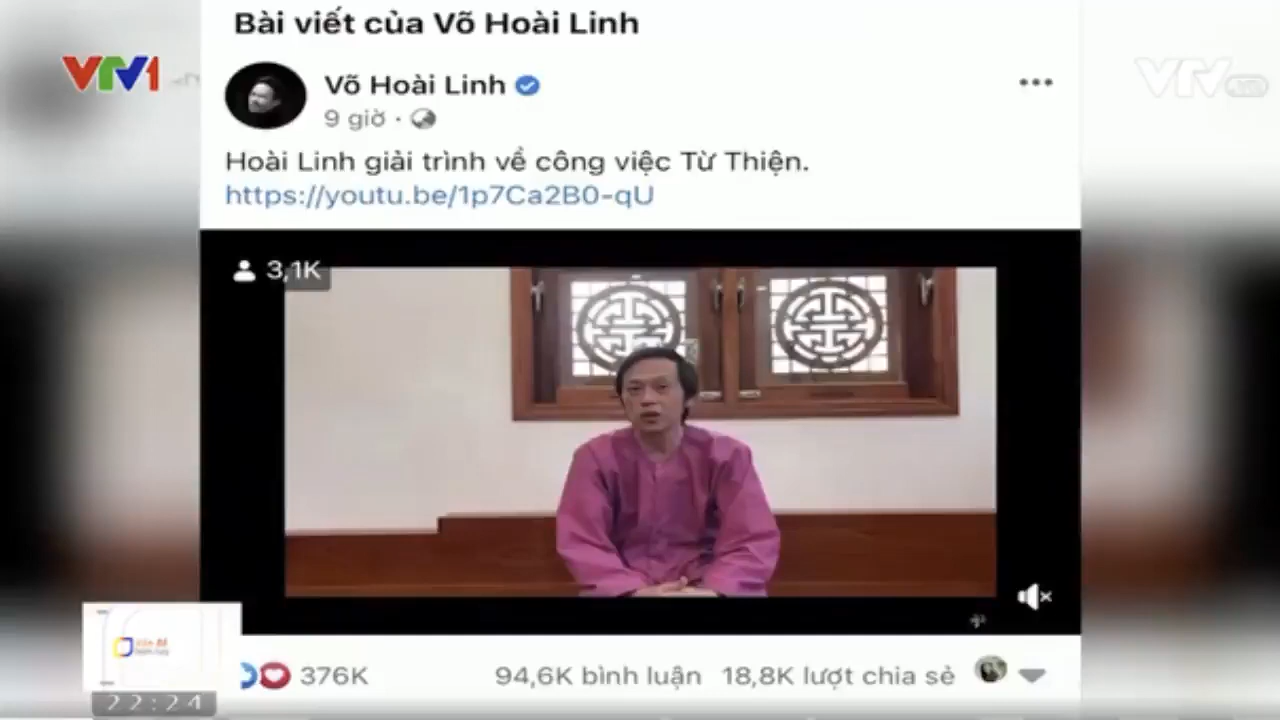 Bài viết của Võ Hoài Linh
VTV1
VTV
Võ Hoài Linh
9 giờ ·
Hoài Linh giải trình về công việc Từ Thiện.
https://youtu.be/1p7Ca2B0-qU
3,1K
376K 94,6K bình luận 18,8K lượt chia sẻ
22:24